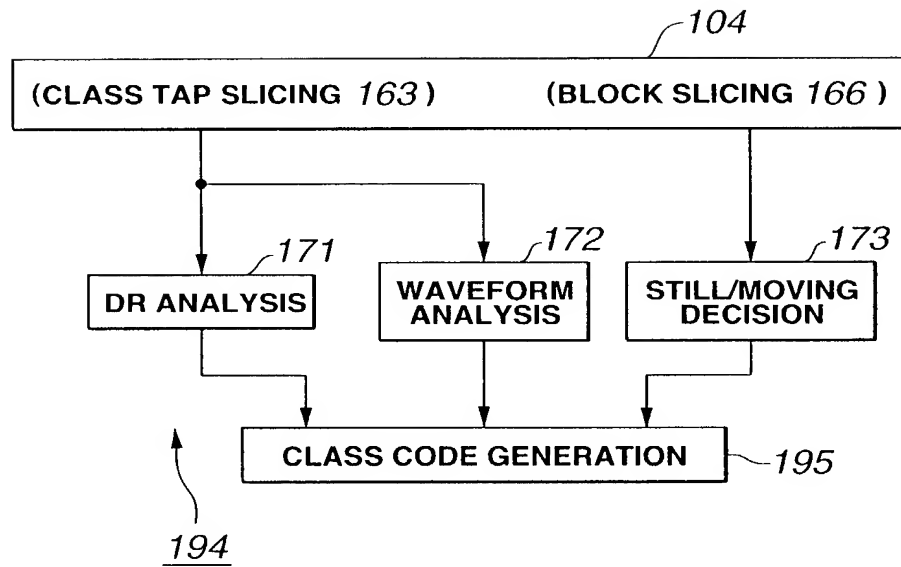 104
(CLASS TAP SLICING 163) (BLOCK SLICING 166)
171
172
173
DR ANALYSIS
WAVEFORM
ANALYSIS
STILL/MOVING
DECISION
CLASS CODE GENERATION
195
194